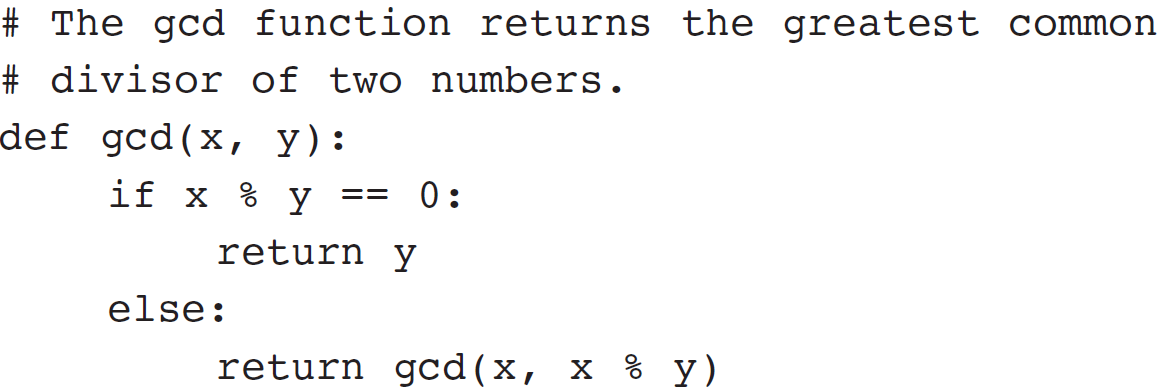 # The gcd function returns the greatest common
# divisor of two numbers.
def gcd(x, y):
    if x % y == 0:
        return y
    else:
        return gcd(x, x % y)